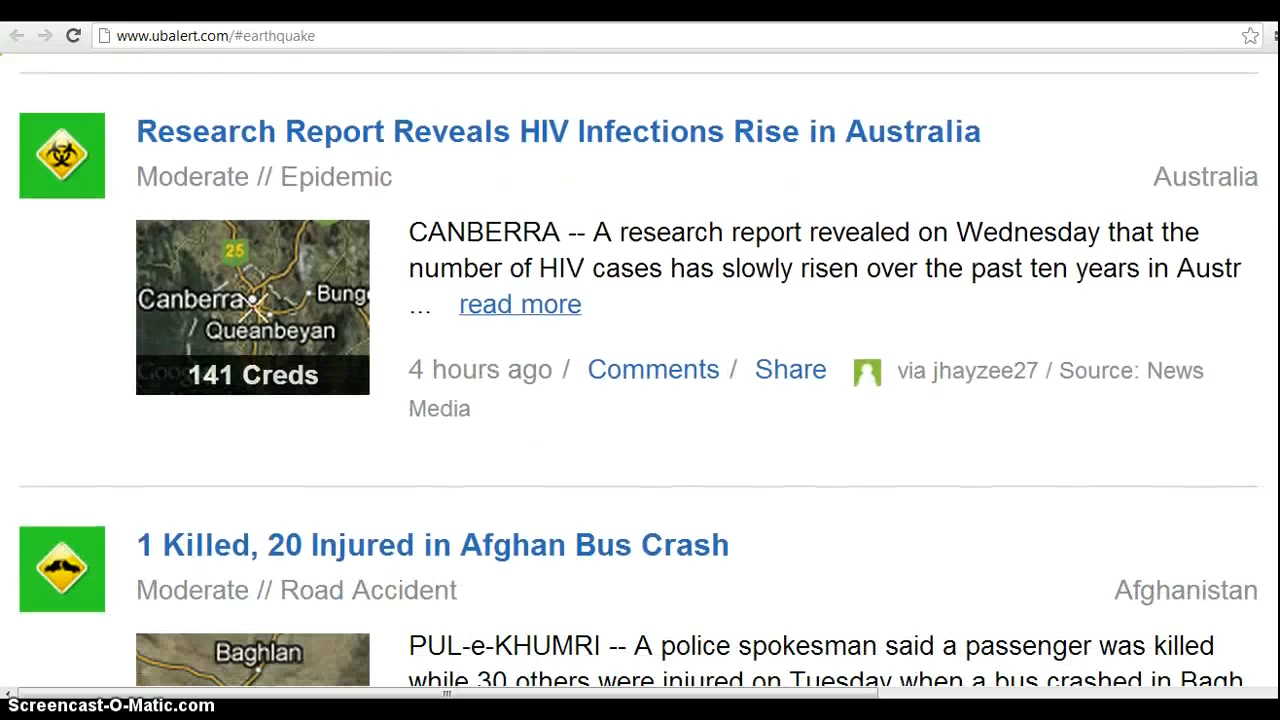 www.ubalert.com/#earthquake
Research Report Reveals HIV Infections Rise in Australia
Moderate // Epidemic
Australia
25
Canberra
Bung
Queanbeyan
141 Creds
CANBERRA -- A research report revealed on Wednesday that the
number of HIV cases has slowly risen over the past ten years in Austr
... read more
4 hours ago / Comments / Share via jhayzee27 / Source: News
Media
1 Killed, 20 Injured in Afghan Bus Crash
Moderate // Road Accident
Afghanistan
Baghlan
PUL-e-KHUMRI -- A police spokesman said a passenger was killed
while 30 others were injured on Tuesday when a bus crashed in Bagh
Screencast-O-Matic.com